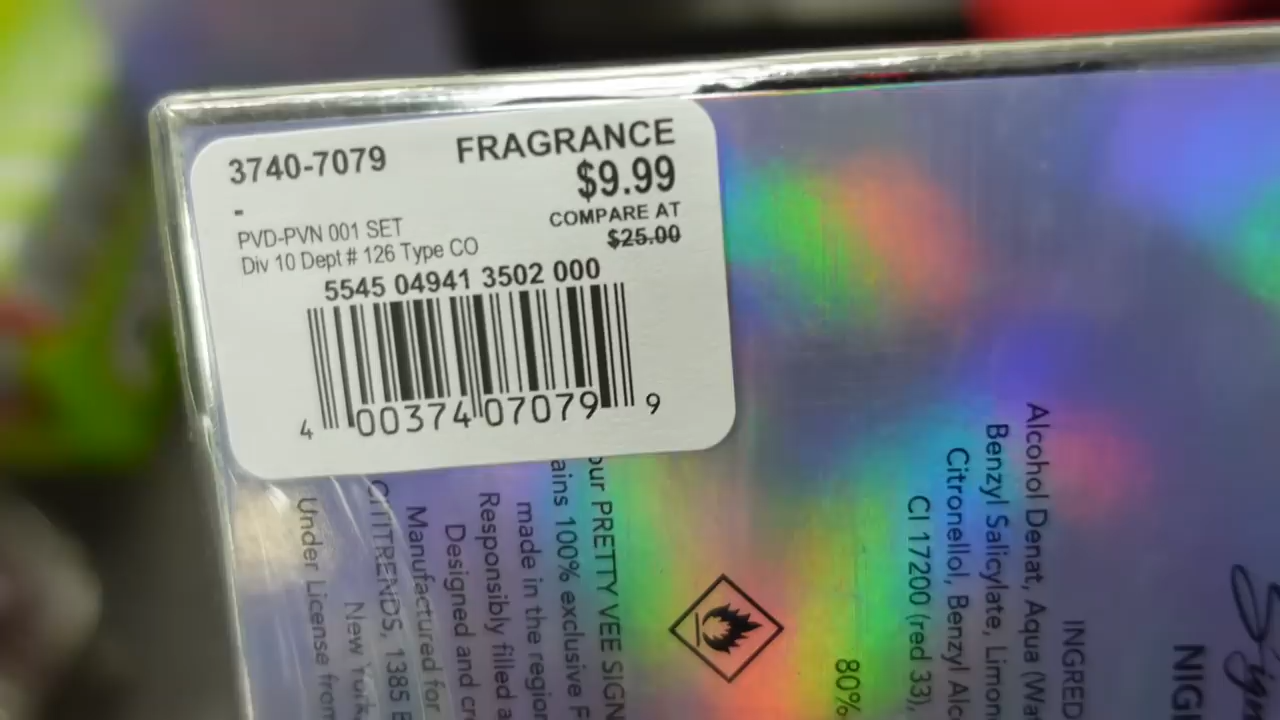 3740-7079
FRAGRANCE
$9.99
-
COMPARE AT
$25.00
PVD-PVN 001 SET
Div 10 Dept # 126 Type CO
5545 04941 3502 000
4 00374 07079 9
NIG
INGRED
Alcohol Denat, Aqua (Wa
Benzyl Salicylate, Limon
Citronellol, Benzyl Alc
CI 17200 (red 33),
80%
our PRETTY VEE SIGN
ains 100% exclusive F
made in the region
Responsibly filled a
Designed and cr
Manufactured for
CITITRENDS, 1385 B
New York,
Under License from